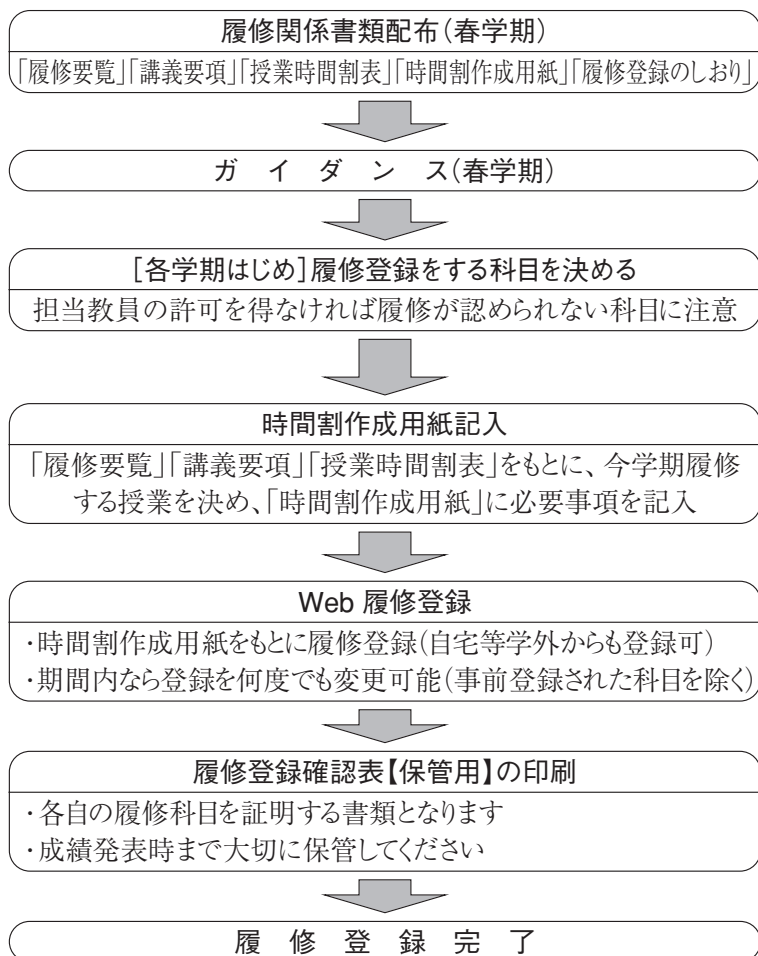 履修関係書類配布(春学期)
「履修要覧」「講義要項」「授業時間割表」「時間割作成用紙」「履修登録のしおり」
ガイダンス(春学期)
[各学期はじめ]履修登録をする科目を決める
担当教員の許可を得なければ履修が認められない科目に注意
時間割作成用紙記入
「履修要覧」「講義要項」「授業時間割表」をもとに、今学期履修
する授業を決め、「時間割作成用紙」に必要事項を記入
Web 履修登録
・時間割作成用紙をもとに履修登録(自宅等学外からも登録可)
・期間内なら登録を何度でも変更可能(事前登録された科目を除く)
履修登録確認表【保管用】の印刷
・各自の履修科目を証明する書類となります
・成績発表時まで大切に保管してください
履修登録完了